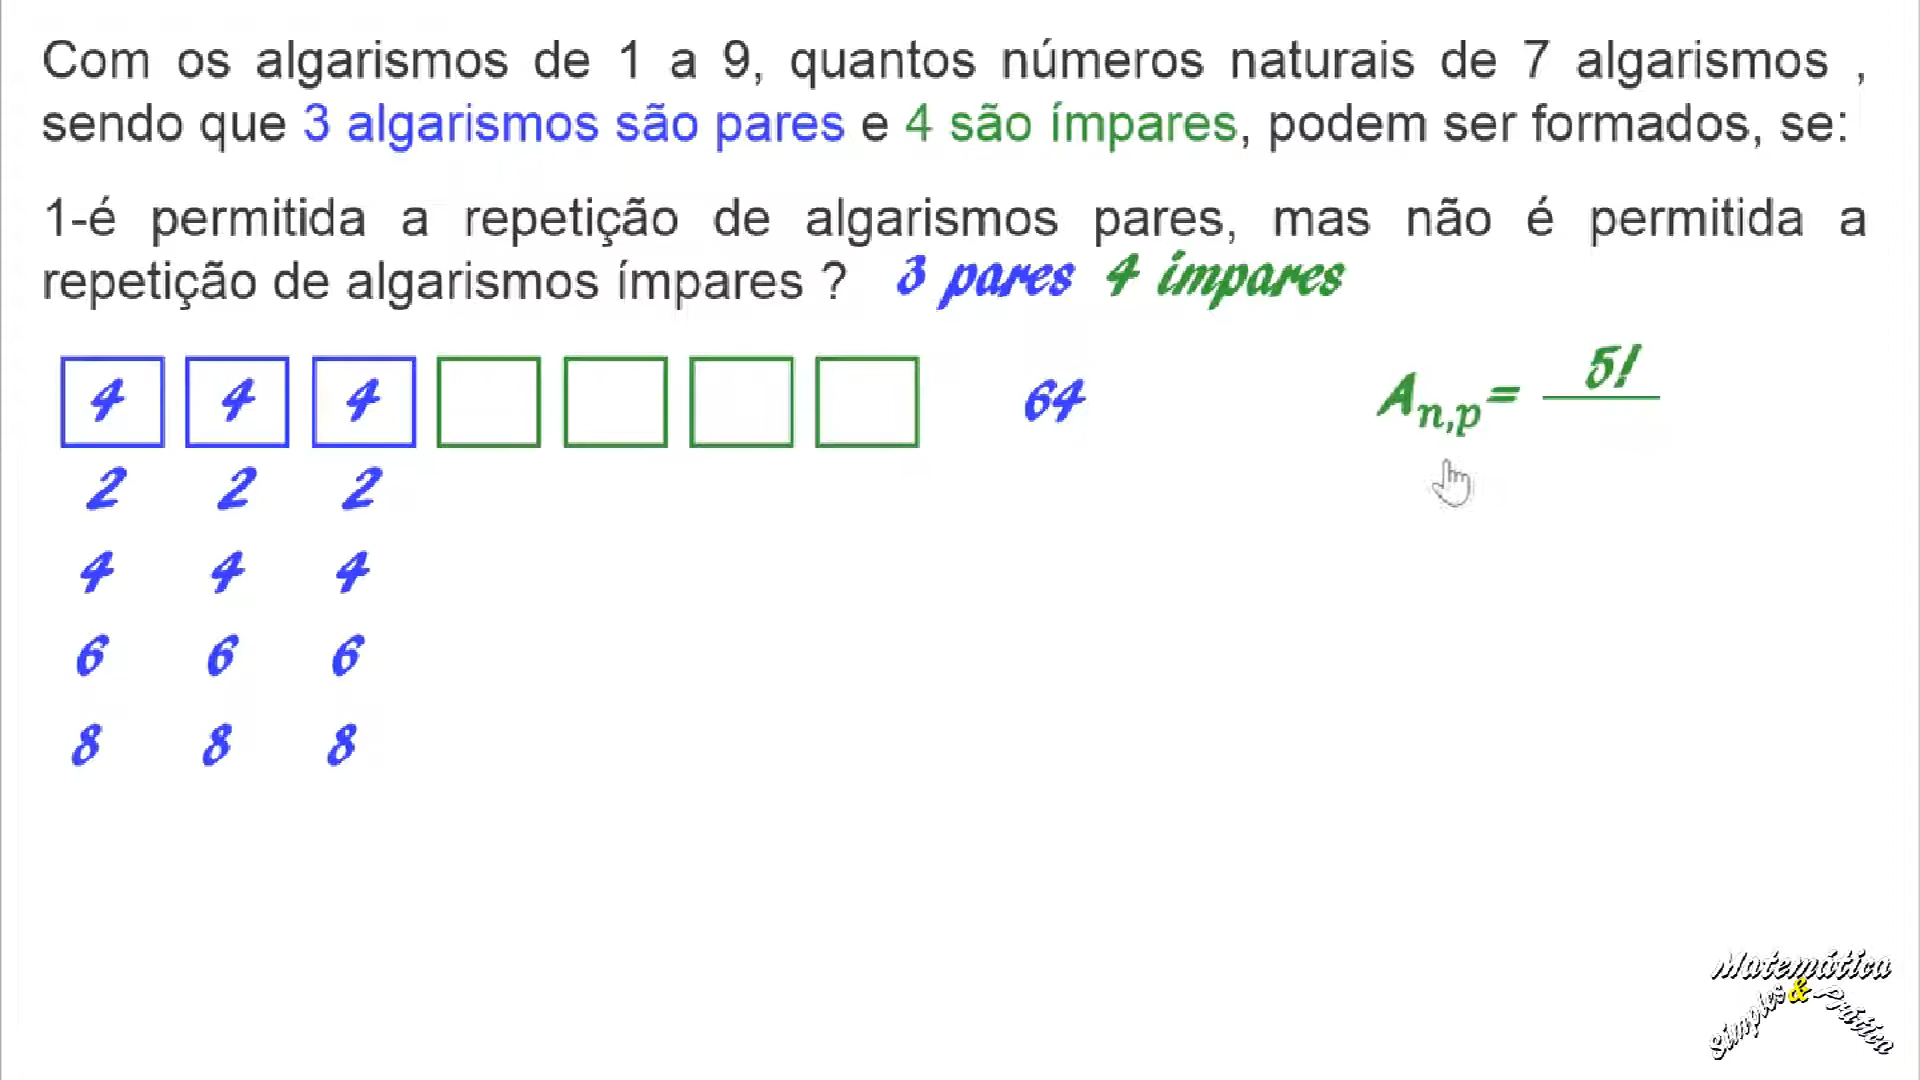 Com os algarismos de 1 a 9, quantos números naturais de 7 algarismos ,
sendo que 3 algarismos são pares e 4 são ímpares, podem ser formados, se:
1-é permitida a repetição de algarismos pares, mas não é permitida a
repetição de algarismos ímpares ? 3 pares 4 ímpares
4 4 4 64 A n,p = 5!
2 2 2
4 4 4
6 6 6
8 8 8
Matemática
Simples & Prática